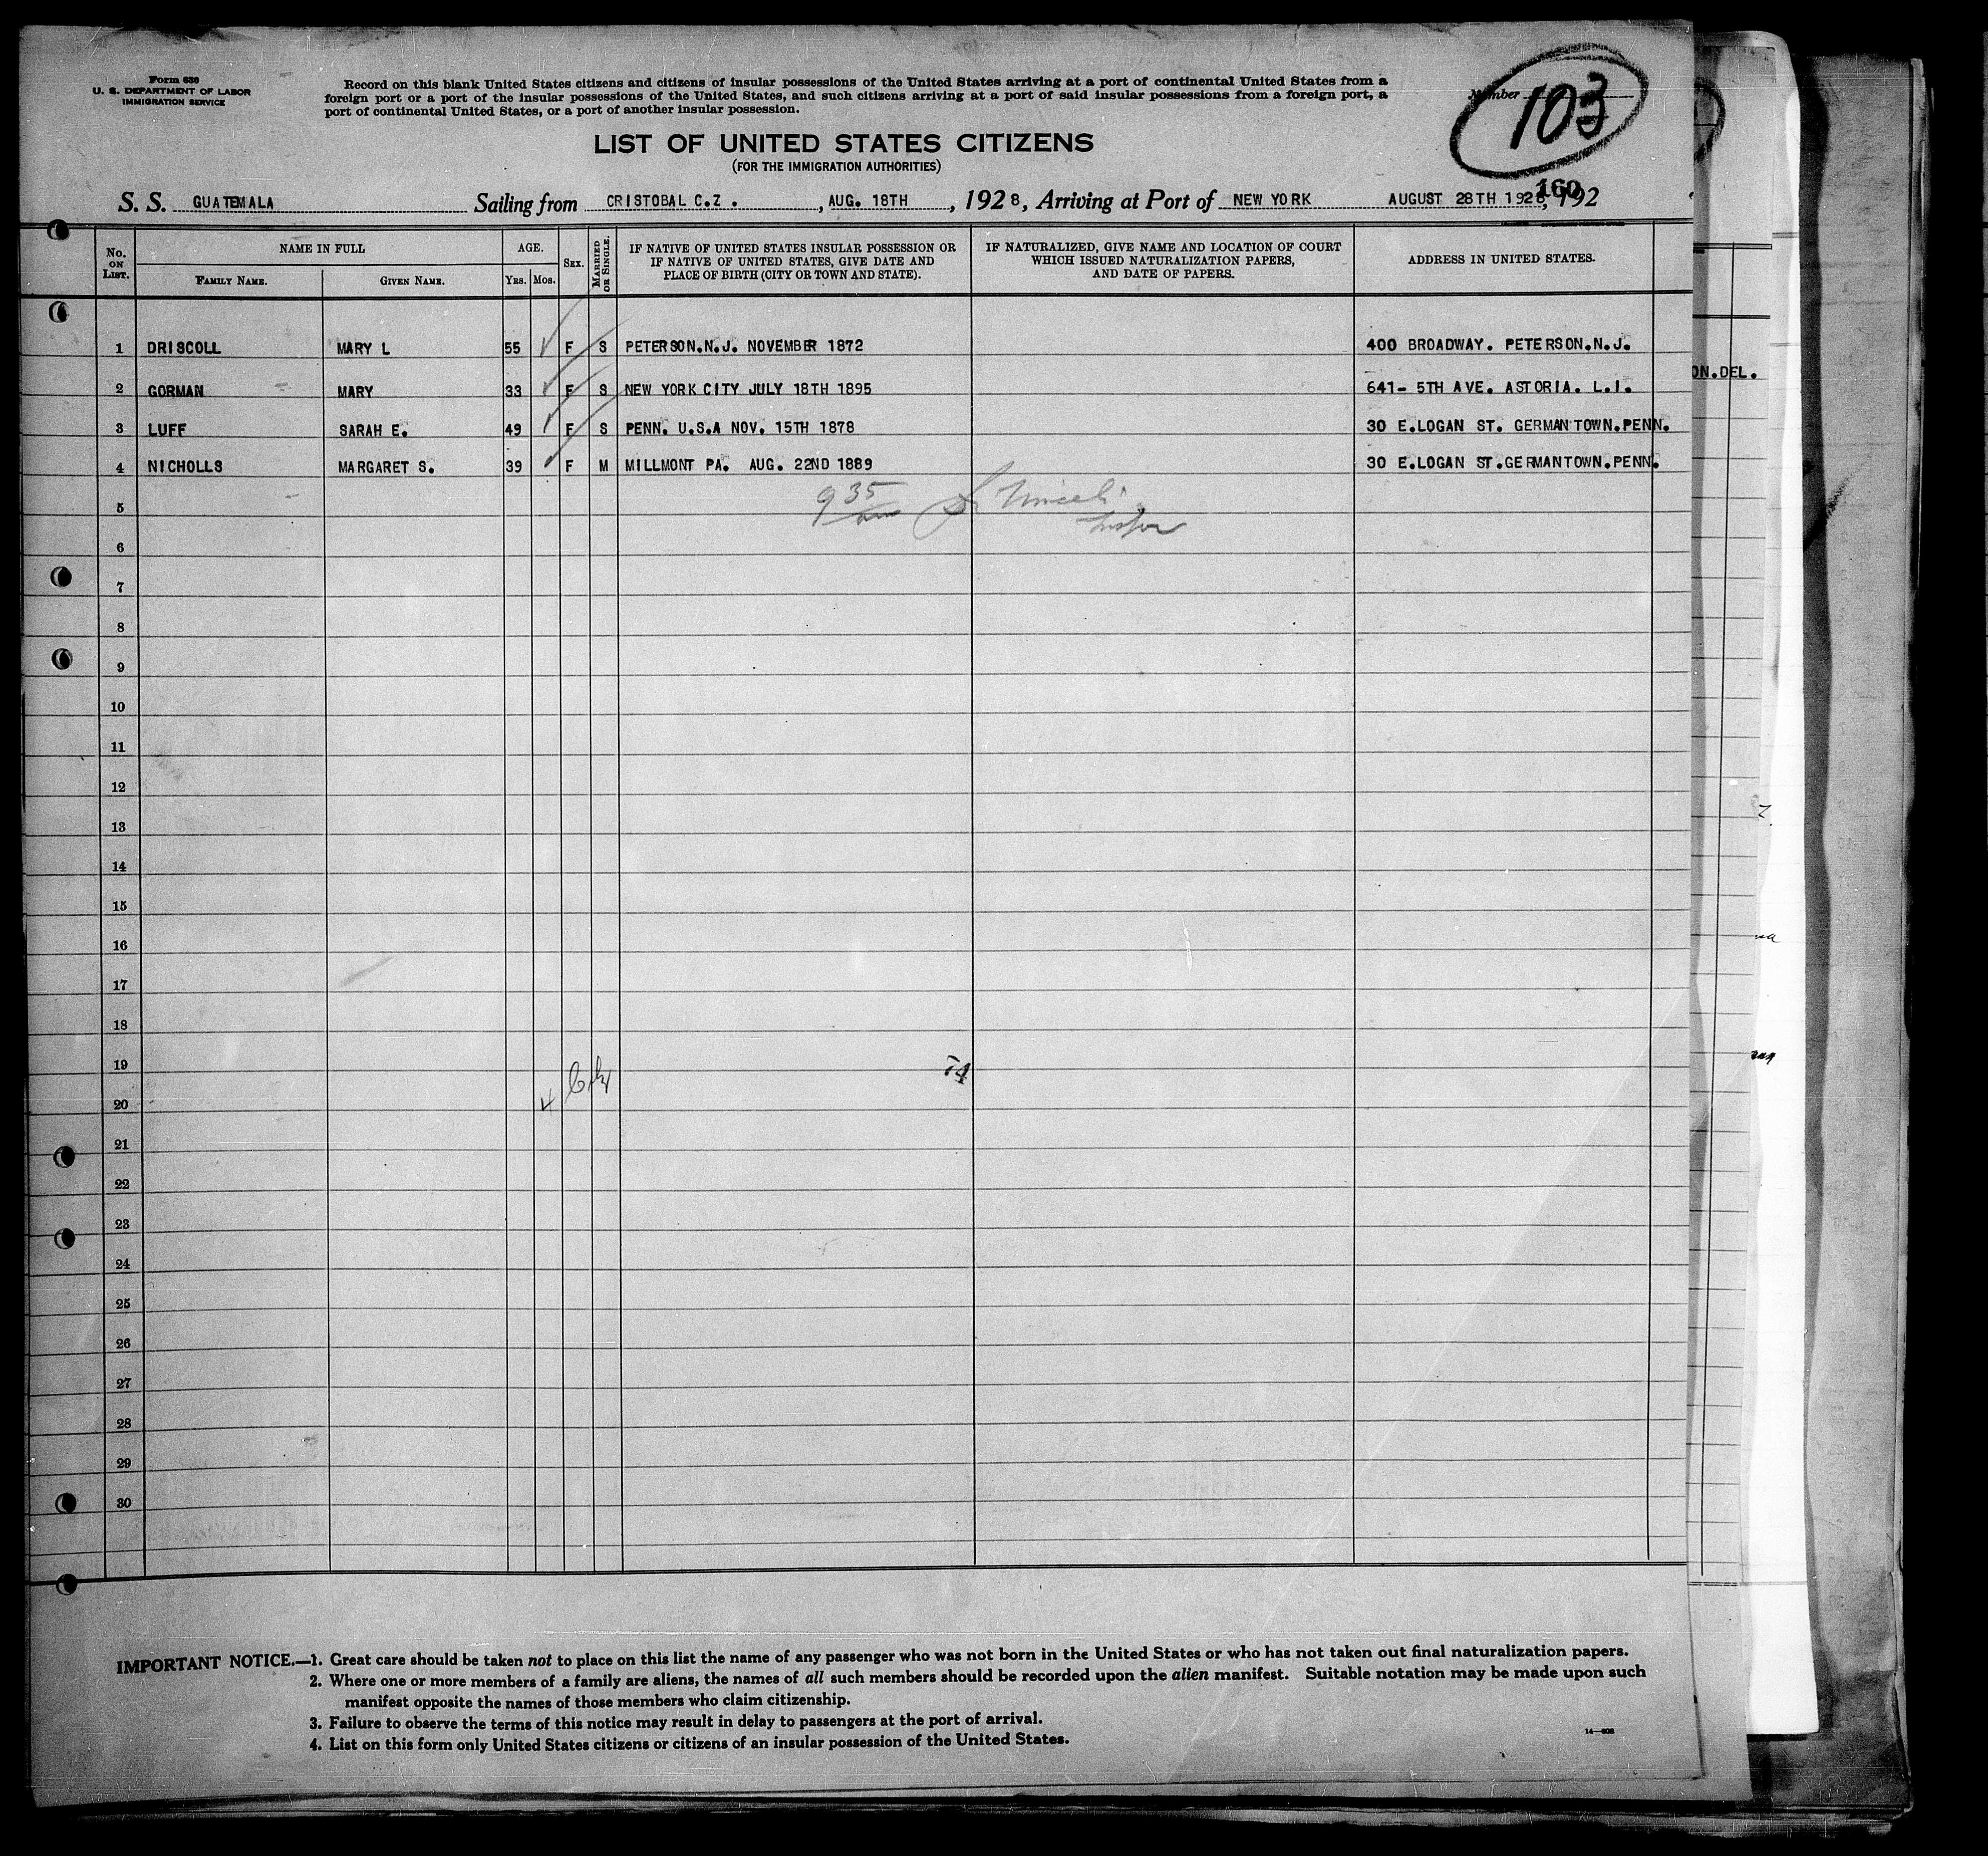 Form 630
U. S. DEPARTMENT OF LABOR
IMMIGRATION SERVICE
Record on this blank United States citizens and citizens of insular possessions of the United States arriving at a port of continental United States from a
foreign port or a port of the insular possessions of the United States, and such citizens arriving at a port of said insular possessions from a foreign port, a
port of continental United States, or a port of another insular possession.
Number
103
LIST OF UNITED STATES CITIZENS
(FOR THE IMMIGRATION AUTHORITIES)
160
S. S. GUATEMALA Sailing from CRISTOBAL C.Z. , AUG. 18TH , 1928, Arriving at Port of NEW YORK AUGUST 28TH 1928, 192
No. ON LIST. NAME IN FULL AGE. SEX. MARRIED OR SINGLE. IF NATIVE OF UNITED STATES INSULAR POSSESSION OR IF NATIVE OF UNITED STATES, GIVE DATE AND PLACE OF BIRTH (CITY OR TOWN AND STATE). IF NATURALIZED, GIVE NAME AND LOCATION OF COURT WHICH ISSUED NATURALIZATION PAPERS, AND DATE OF PAPERS. ADDRESS IN UNITED STATES.
FAMILY NAME. GIVEN NAME. YRS. MOS.
1 DRISCOLL MARY L 55 F S PETERSON.N.J. NOVEMBER 1872 400 BROADWAY. PETERSON.N.J.
2 GORMAN MARY 33 F S NEW YORK CITY JULY 18TH 1895 641- 5TH AVE. ASTORIA. L.I.
3 LUFF SARAH E. 49 F S PENN. U.S.A NOV. 15TH 1878 30 E.LOGAN ST. GERMANTOWN.PENN.
4 NICHOLLS MARGARET S. 39 F M MILLMONT PA. AUG. 22ND 1889 30 E.LOGAN ST.GERMANTOWN.PENN.
ON.DEL.
9 35
5
6
7
8
9
10
11
12
13
14
15
16
17
18
19
74
20
21
22
23
24
25
26
27
28
29
30
IMPORTANT NOTICE.—1. Great care should be taken not to place on this list the name of any passenger who was not born in the United States or who has not taken out final naturalization papers.
2. Where one or more members of a family are aliens, the names of all such members should be recorded upon the alien manifest. Suitable notation may be made upon such
manifest opposite the names of those members who claim citizenship.
3. Failure to observe the terms of this notice may result in delay to passengers at the port of arrival.
4. List on this form only United States citizens or citizens of an insular possession of the United States.